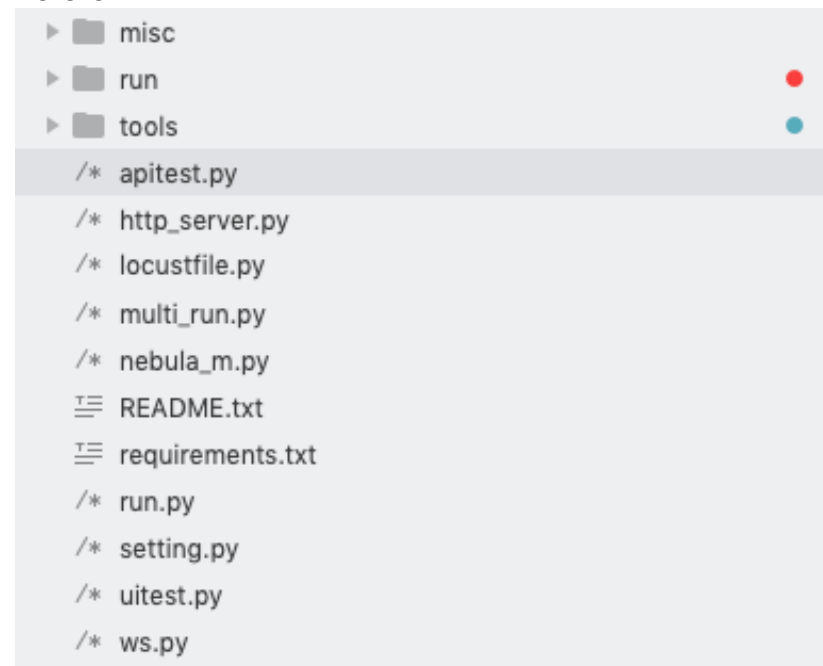 misc
run
tools
/* apitest.py
/* http_server.py
/* locustfile.py
/* multi_run.py
/* nebula_m.py
README.txt
requirements.txt
/* run.py
/* setting.py
/* uitest.py
/* ws.py